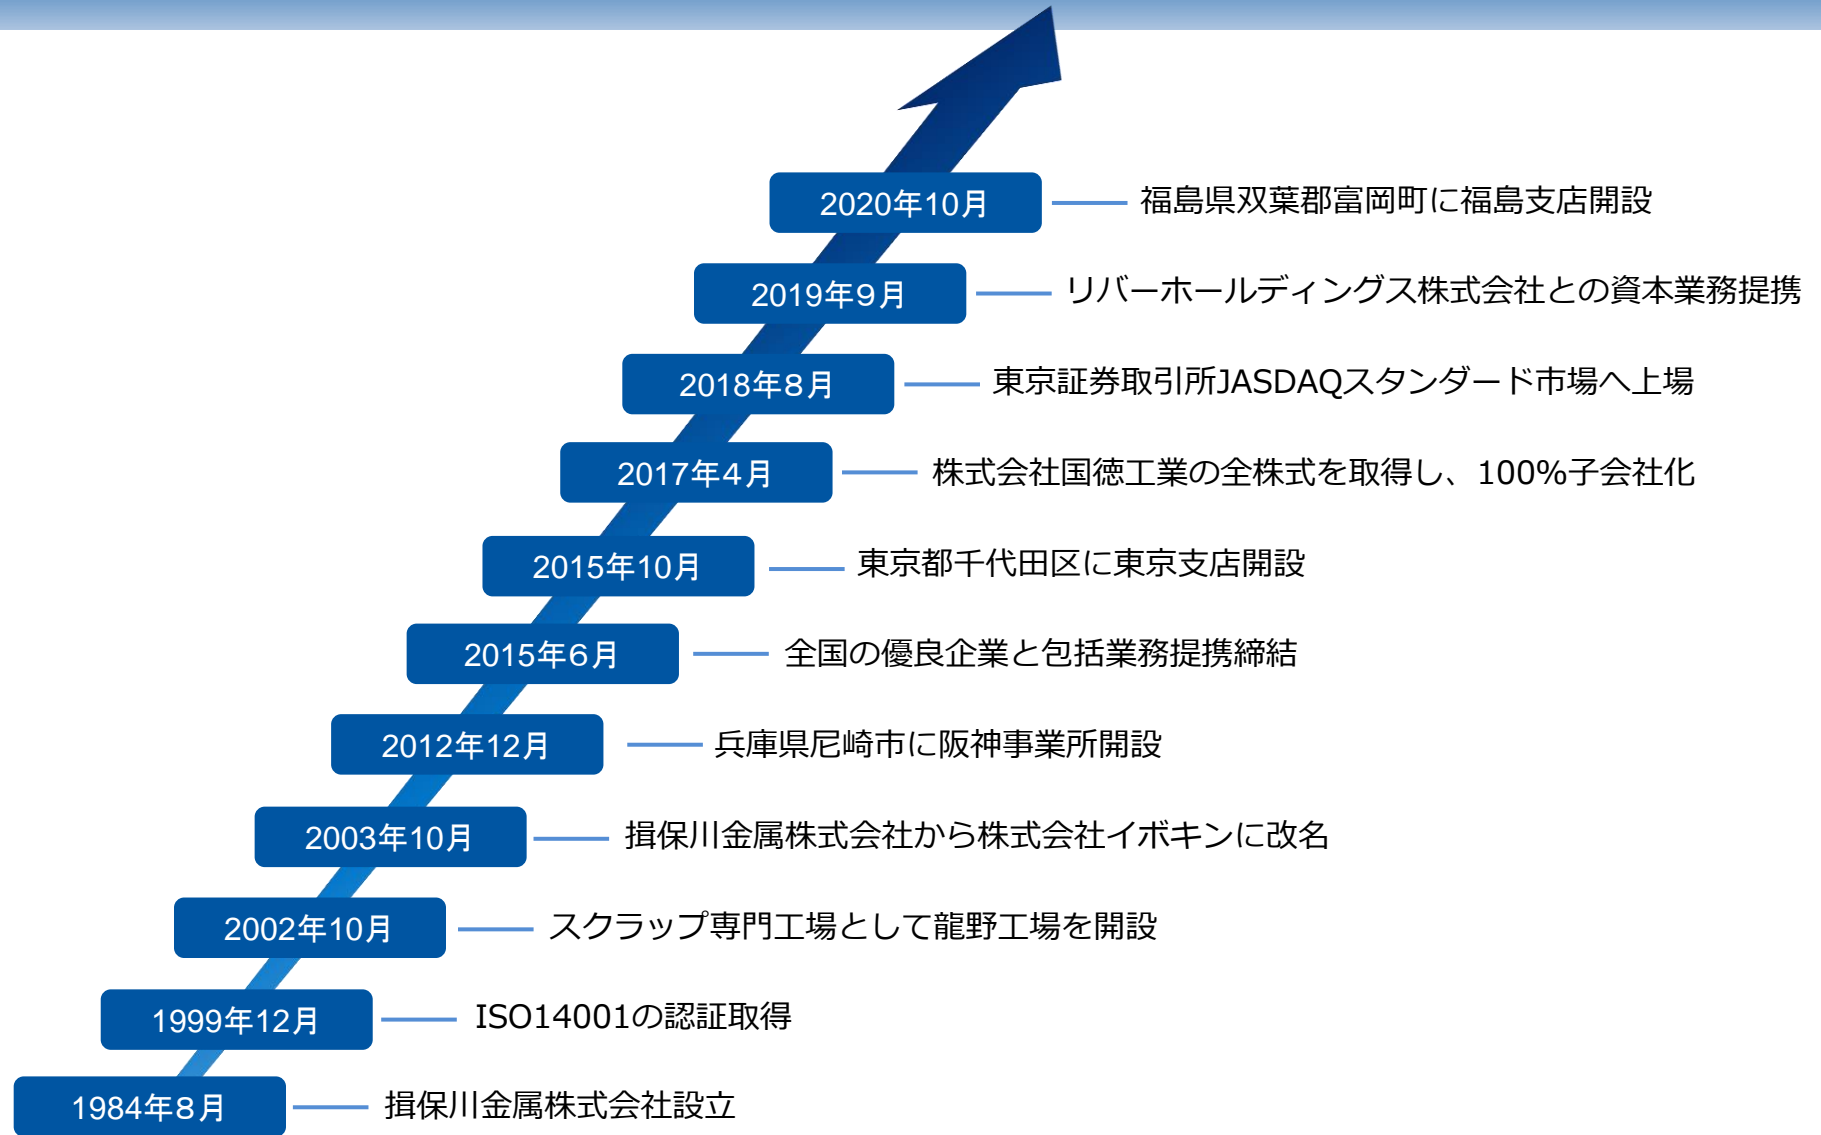 2020年10月 福島県双葉郡富岡町に福島支店開設
2019年９月 リバーホールディングス株式会社との資本業務提携
2018年８月 東京証券取引所JASDAQスタンダード市場へ上場
2017年４月 株式会社国徳工業の全株式を取得し、100%子会社化
2015年10月 東京都千代田区に東京支店開設
2015年６月 全国の優良企業と包括業務提携締結
2012年12月 兵庫県尼崎市に阪神事業所開設
2003年10月 揖保川金属株式会社から株式会社イボキンに改名
2002年10月 スクラップ専門工場として龍野工場を開設
1999年12月 ISO14001の認証取得
1984年８月 揖保川金属株式会社設立